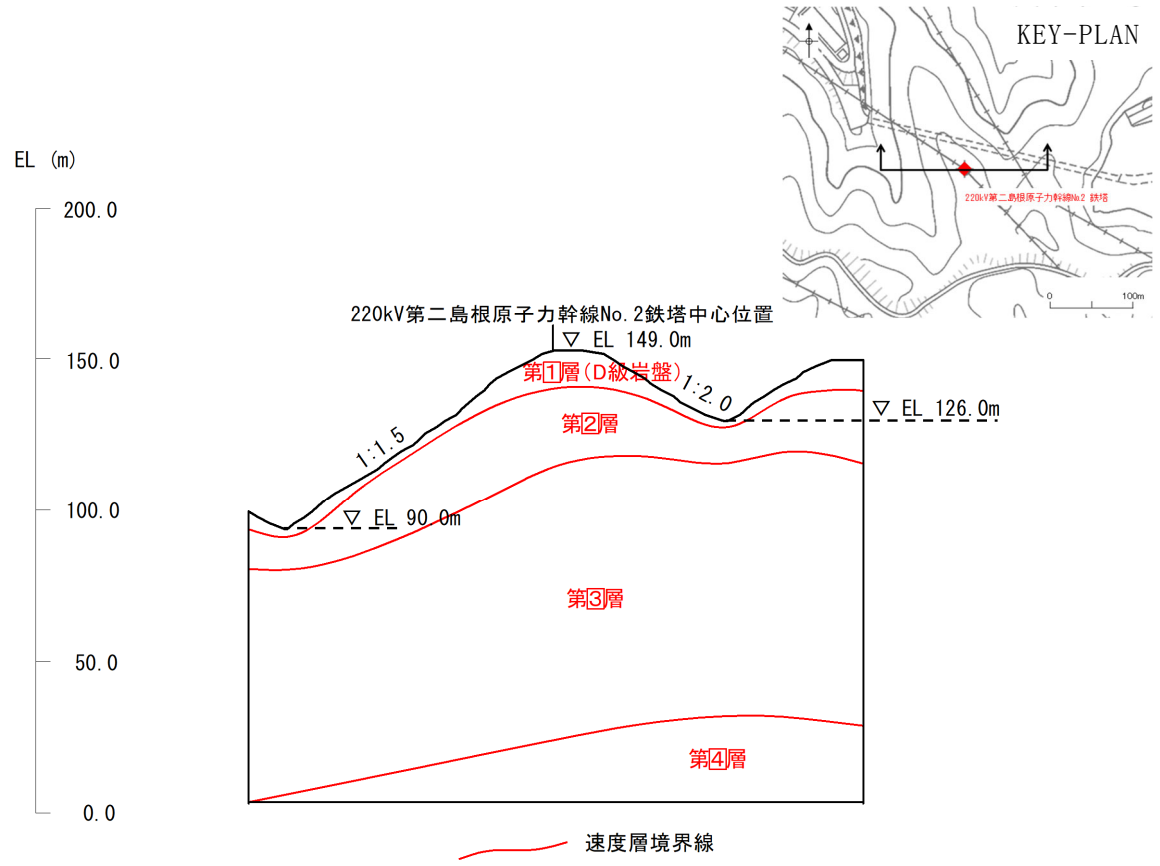 KEY-PLAN
220kV第二島根原子力幹線No.2 鉄塔
0 100m
EL (m)
200.0
150.0
100.0
50.0
0.0
220kV第二島根原子力幹線No.2鉄塔中心位置
▽ EL 149.0m
第1層(D級岩盤)
1:2.0
▽ EL 126.0m
第2層
1:1.5
▽ EL 90.0m
第3層
第4層
速度層境界線